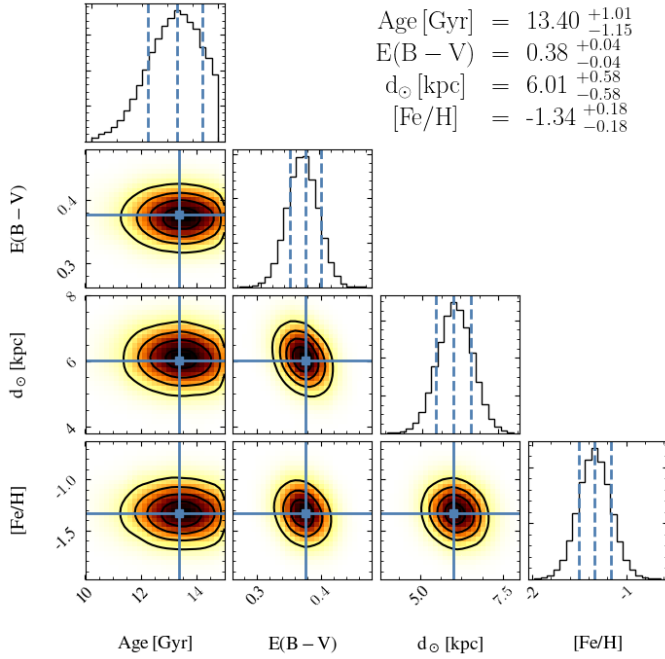 Age [Gyr] = 13.40 +1.01 -1.15
E(B − V) = 0.38 +0.04 -0.04
d⊙ [kpc] = 6.01 +0.58 -0.58
[Fe/H] = -1.34 +0.18 -0.18
E(B − V)
0.4
0.3
d⊙ [kpc]
8
6
4
[Fe/H]
-1.0
-1.5
10 12 14 0.3 0.4 5.0 7.5 -2 -1
Age [Gyr] E(B − V) d⊙ [kpc] [Fe/H]